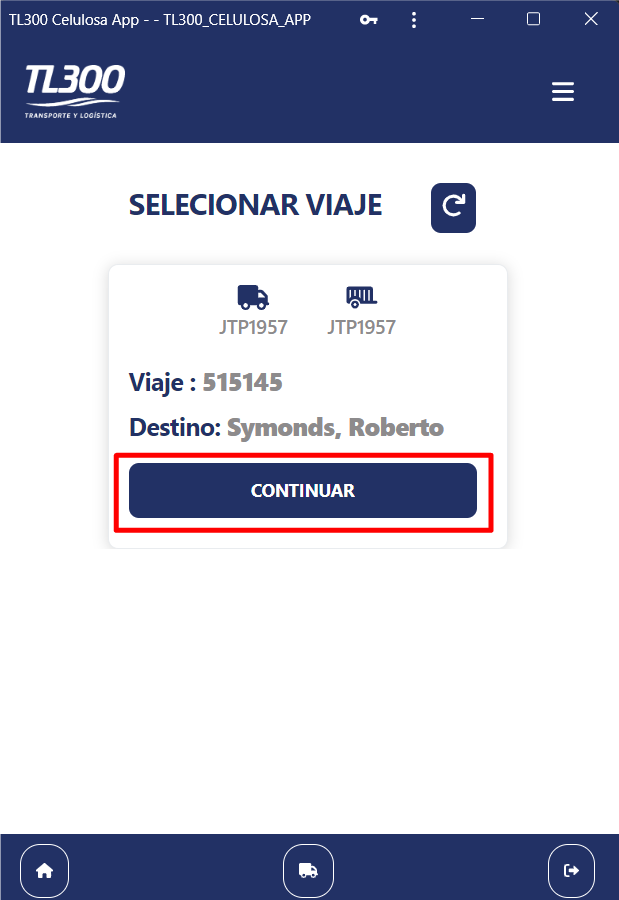 TL300 Celulosa App - - TL300_CELULOSA_APP
TL300
TRANSPORTE Y LOGÍSTICA
SELECIONAR VIAJE
JTP1957 JTP1957
Viaje : 515145
Destino: Symonds, Roberto
CONTINUAR